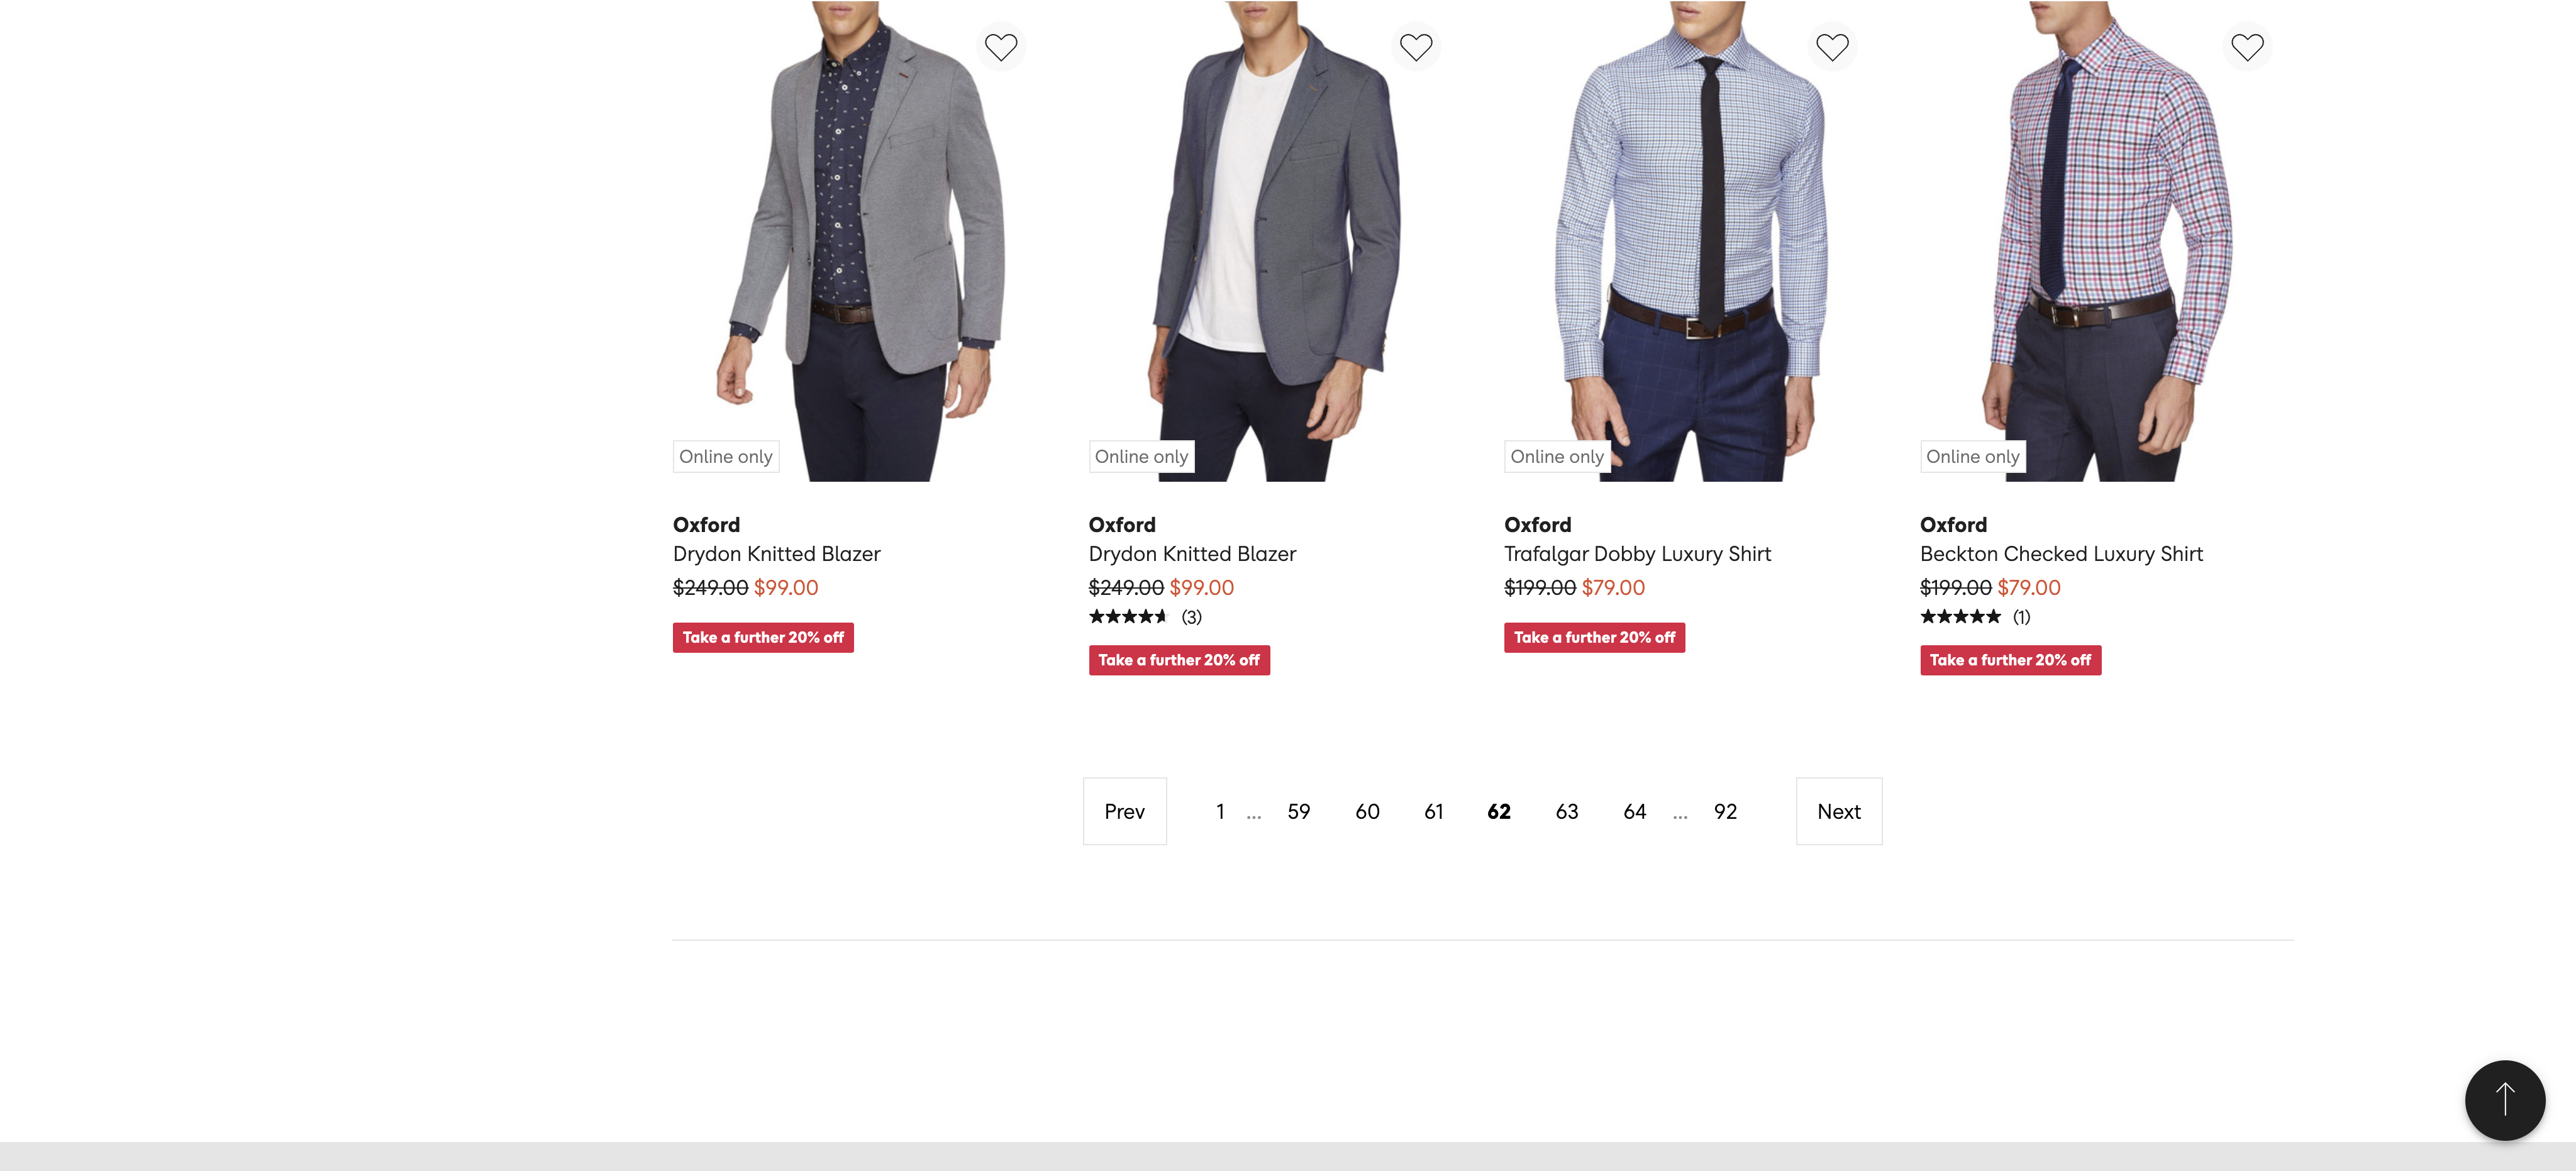 Online only
Oxford
Drydon Knitted Blazer
$249.00 $99.00
Take a further 20% off
Online only
Oxford
Drydon Knitted Blazer
$249.00 $99.00
★★★★★ (3)
Take a further 20% off
Online only
Oxford
Trafalgar Dobby Luxury Shirt
$199.00 $79.00
Take a further 20% off
Online only
Oxford
Beckton Checked Luxury Shirt
$199.00 $79.00
★★★★★ (1)
Take a further 20% off
Prev 1 ... 59 60 61 62 63 64 ... 92 Next